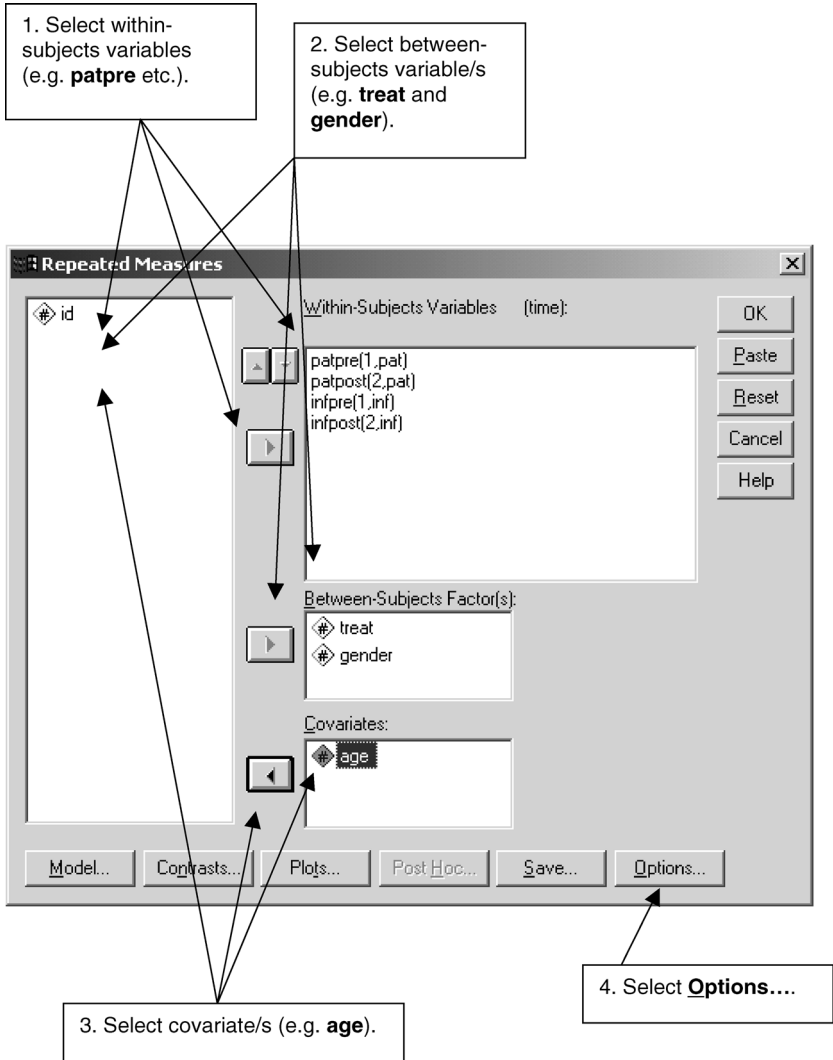 1. Select within-
subjects variables
(e.g. patpre etc.).
2. Select between-
subjects variable/s
(e.g. treat and
gender).
Repeated Measures
id
Within-Subjects Variables (time):
patpre(1,pat)
patpost(2,pat)
infpre(1,inf)
infpost(2,inf)
OK
Paste
Reset
Cancel
Help
Between-Subjects Factor(s):
treat
gender
Covariates:
age
Model... Contrasts... Plots... Post Hoc... Save... Options...
3. Select covariate/s (e.g. age).
4. Select Options....